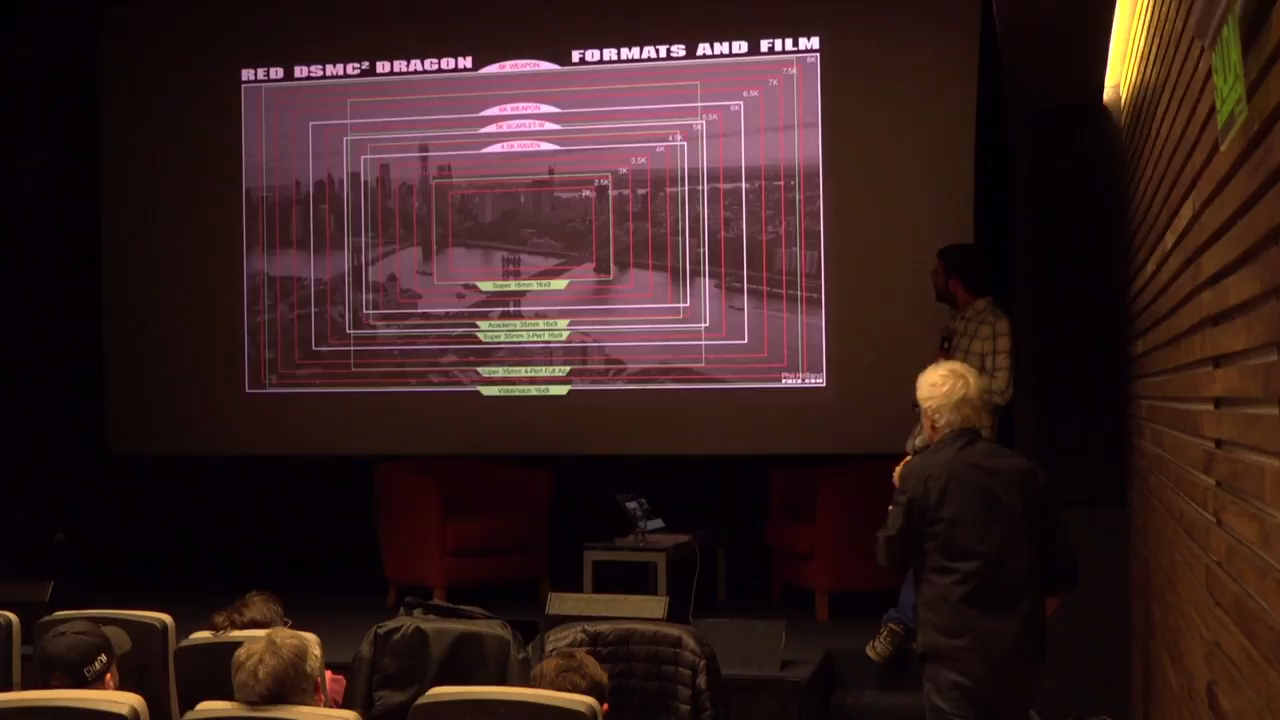 RED DSMC² DRAGON
FORMATS AND FILM
8K WEAPON
8K
7.5K
7K
6.5K
6K WEAPON
6K
5.5K
5K SCARLET-W
5K
4.5K
4.5K RAVEN
4K
3.5K
3K
2.5K
2K
Super 16mm 16x9
Academy 35mm 16x9
Super 35mm 3-Perf 16x9
Super 35mm 4-Perf Full Ap
VistaVision 16x9
Phil Holland
PHFX.COM